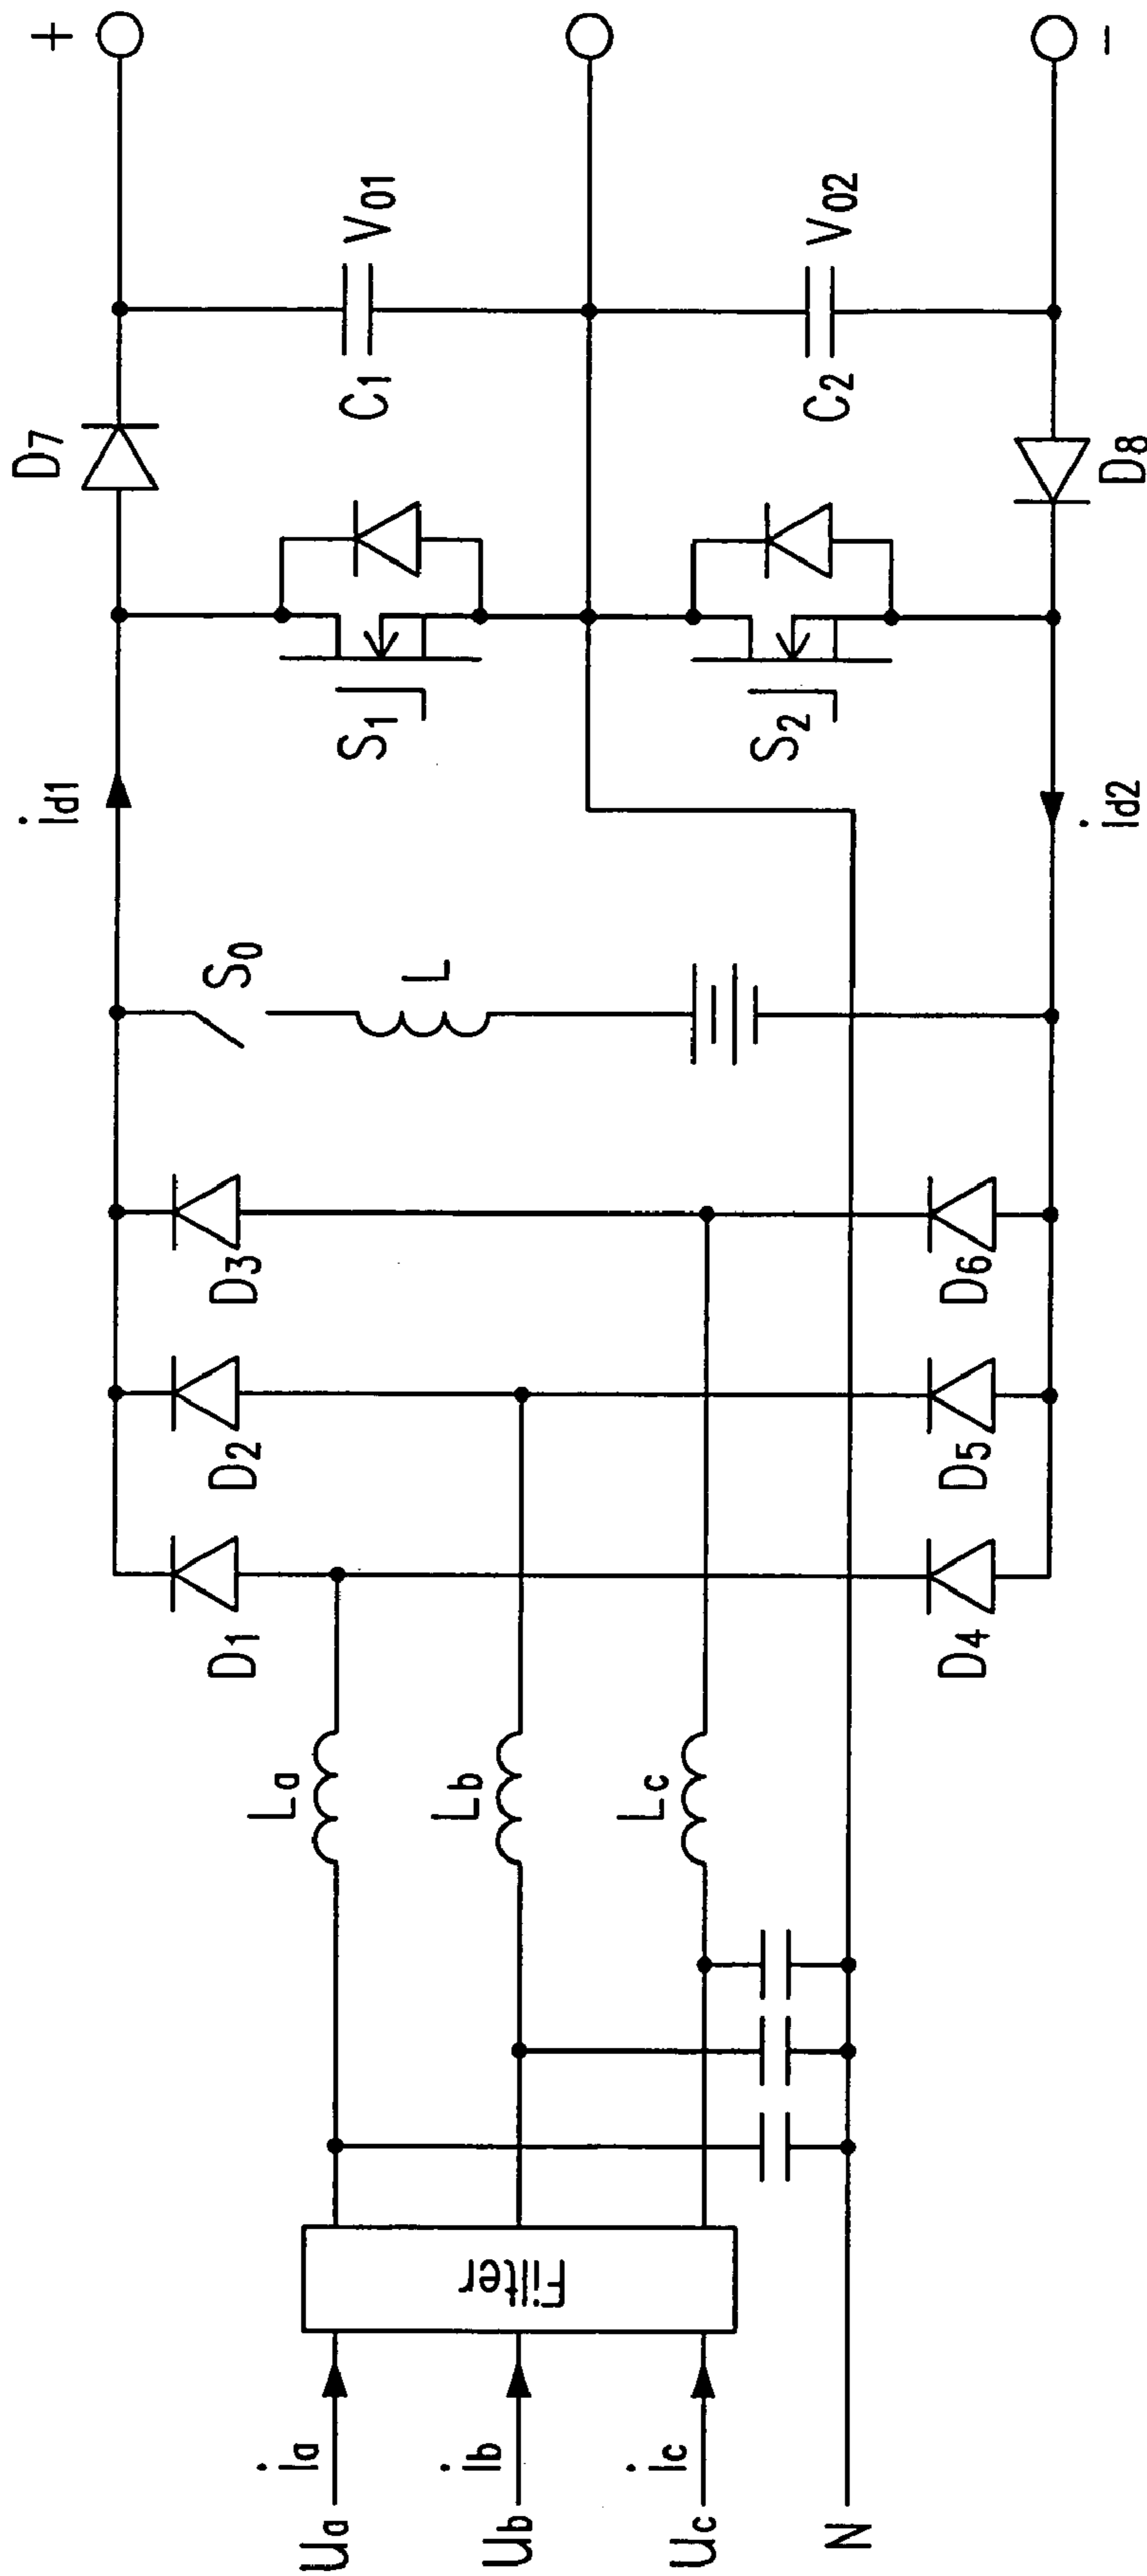 ua
ia
ub
ib
uc
ic
N
Filter
La
Lb
Lc
D1
D2
D3
D4
D5
D6
S0
L
id1
id2
S1
S2
D7
D8
C1
V01
C2
V02
+
-